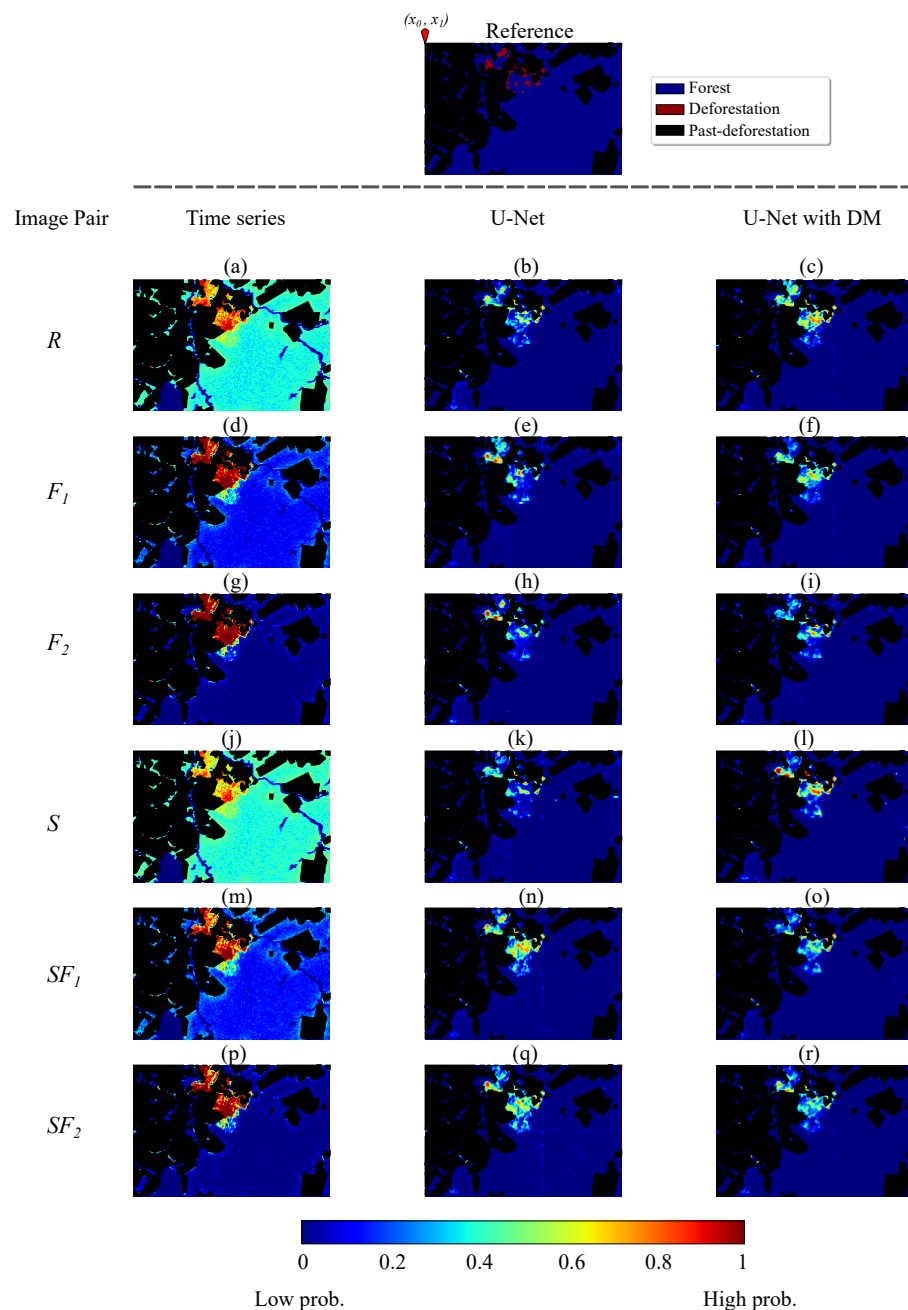 (x0, x1)
Reference
Forest
Deforestation
Past-deforestation
Image Pair Time series U-Net U-Net with DM
(a) (b) (c)
R
(d) (e) (f)
F1
(g) (h) (i)
F2
(j) (k) (l)
S
(m) (n) (o)
SF1
(p) (q) (r)
SF2
0 0.2 0.4 0.6 0.8 1
Low prob. High prob.